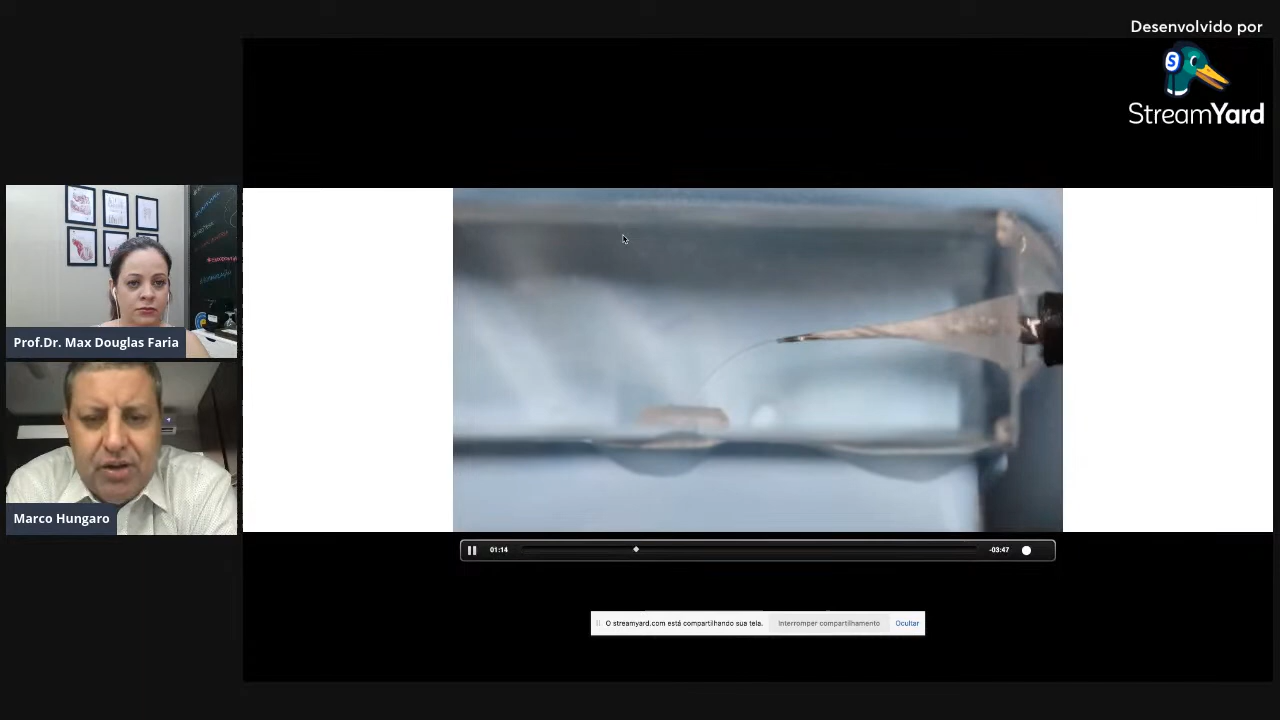 Desenvolvido por
StreamYard
Prof.Dr. Max Douglas Faria
Marco Hungaro
01:14
-03:47
O streamyard.com está compartilhando sua tela.
Interromper compartilhamento
Ocultar